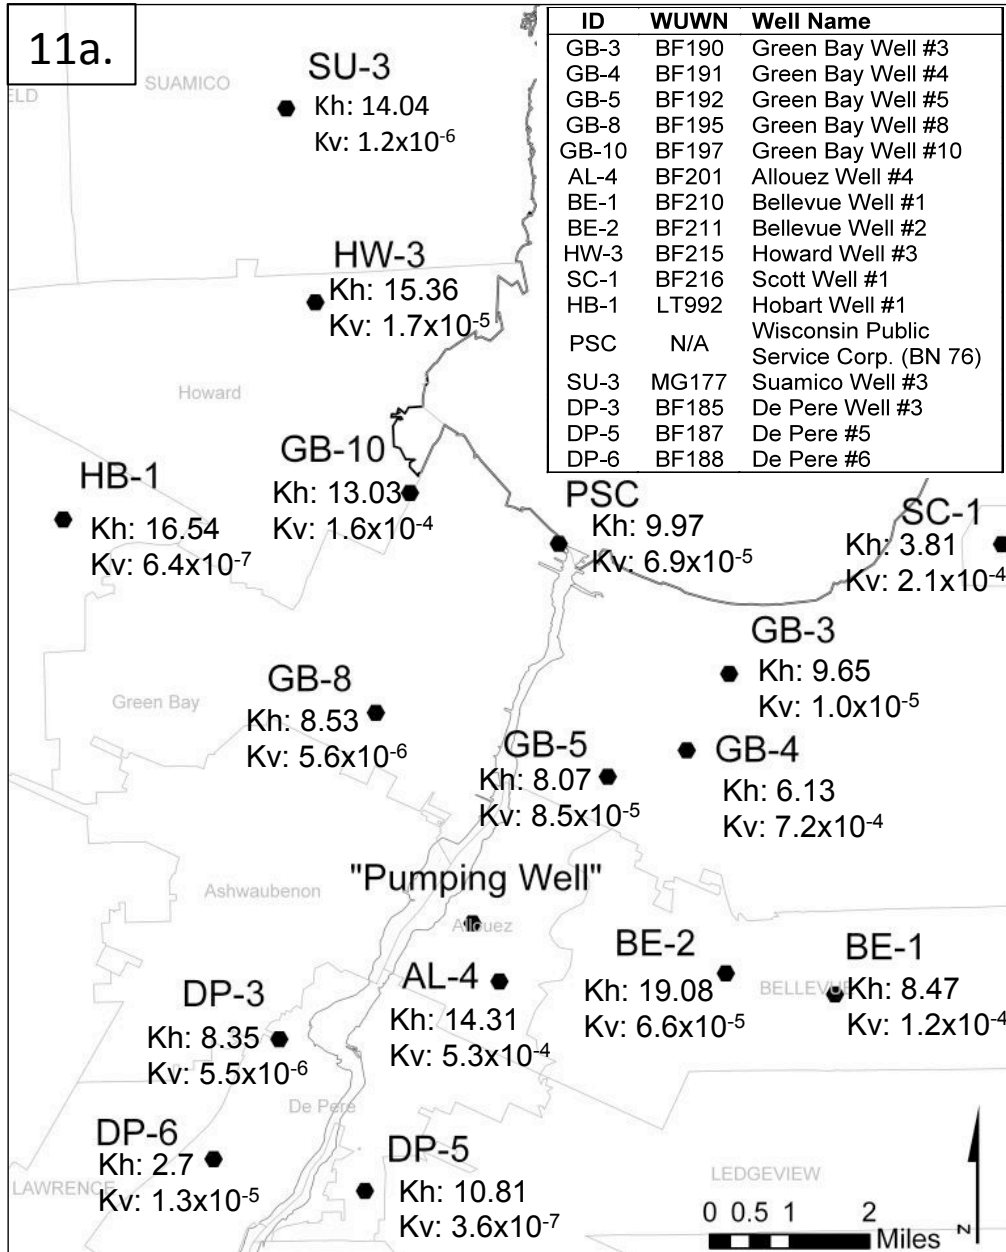 11a.
ID WUWN Well Name
GB-3 BF190 Green Bay Well #3
GB-4 BF191 Green Bay Well #4
GB-5 BF192 Green Bay Well #5
GB-8 BF195 Green Bay Well #8
GB-10 BF197 Green Bay Well #10
AL-4 BF201 Allouez Well #4
BE-1 BF210 Bellevue Well #1
BE-2 BF211 Bellevue Well #2
HW-3 BF215 Howard Well #3
SC-1 BF216 Scott Well #1
HB-1 LT992 Hobart Well #1
PSC N/A Wisconsin Public
Service Corp. (BN 76)
SU-3 MG177 Suamico Well #3
DP-3 BF185 De Pere Well #3
DP-5 BF187 De Pere #5
DP-6 BF188 De Pere #6
ELD
SUAMICO
SU-3
Kh: 14.04
Kv: 1.2x10⁻⁶
HW-3
Kh: 15.36
Kv: 1.7x10⁻⁵
Howard
GB-10
Kh: 13.03
Kv: 1.6x10⁻⁴
HB-1
Kh: 16.54
Kv: 6.4x10⁻⁷
PSC
Kh: 9.97
Kv: 6.9x10⁻⁵
SC-1
Kh: 3.81
Kv: 2.1x10⁻⁴
GB-3
Kh: 9.65
Kv: 1.0x10⁻⁵
GB-8
Kh: 8.53
Kv: 5.6x10⁻⁶
Green Bay
GB-5
Kh: 8.07
Kv: 8.5x10⁻⁵
GB-4
Kh: 6.13
Kv: 7.2x10⁻⁴
Ashwaubenon
"Pumping Well"
Allouez
AL-4
Kh: 14.31
Kv: 5.3x10⁻⁴
BE-2
Kh: 19.08
Kv: 6.6x10⁻⁵
BELLEVUE
BE-1
Kh: 8.47
Kv: 1.2x10⁻⁴
DP-3
Kh: 8.35
Kv: 5.5x10⁻⁶
De Pere
DP-6
Kh: 2.7
Kv: 1.3x10⁻⁵
LAWRENCE
DP-5
Kh: 10.81
Kv: 3.6x10⁻⁷
LEDGEVIEW
0 0.5 1 2
Miles
N